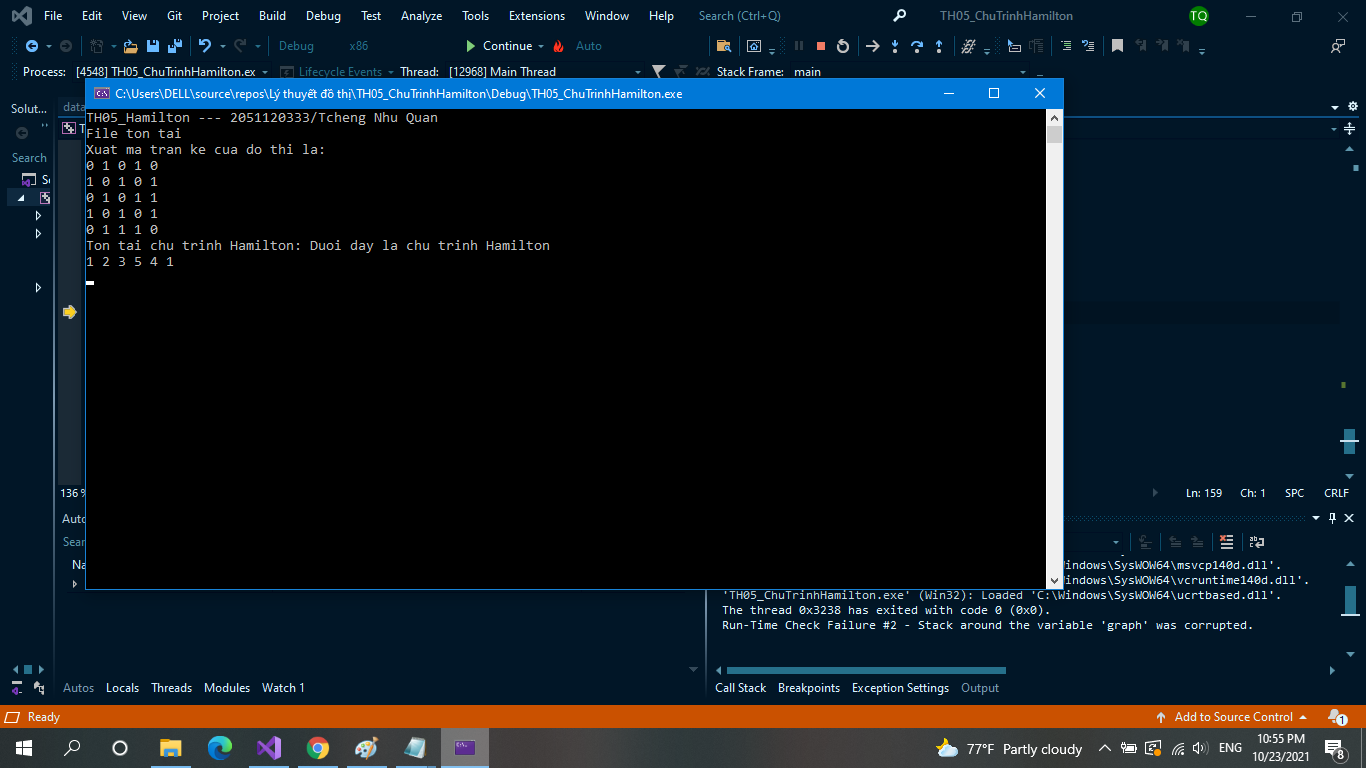 File Edit View Git Project Build Debug Test Analyze Tools Extensions Window Help Search (Ctrl+Q) TH05_ChuTrinhHamilton TQ
Debug x86 Continue Auto
Process: [4548] TH05_ChuTrinhHamilton.ex Lifecycle Events Thread: [12968] Main Thread Stack Frame: main
C:\Users\DELL\source\repos\Lý thuyết đồ thị\TH05_ChuTrinhHamilton\Debug\TH05_ChuTrinhHamilton.exe
Solut... data
Search
TH05_Hamilton --- 2051120333/Tcheng Nhu Quan
File ton tai
Xuat ma tran ke cua do thi la:
0 1 0 1 0
1 0 1 0 1
0 1 0 1 1
1 0 1 0 1
0 1 1 1 0
Ton tai chu trinh Hamilton: Duoi day la chu trinh Hamilton
1 2 3 5 4 1
136 % Ln: 159 Ch: 1 SPC CRLF
Auto
Sear
Na
indows\SysWOW64\msvcp140d.dll'.
indows\SysWOW64\vcruntime140d.dll'.
'TH05_ChuTrinhHamilton.exe' (Win32): Loaded 'C:\Windows\SysWOW64\ucrtbased.dll'.
The thread 0x3238 has exited with code 0 (0x0).
Run-Time Check Failure #2 - Stack around the variable 'graph' was corrupted.
Autos Locals Threads Modules Watch 1 Call Stack Breakpoints Exception Settings Output
Ready Add to Source Control 1
77°F Partly cloudy ENG 10:55 PM
10/23/2021 8